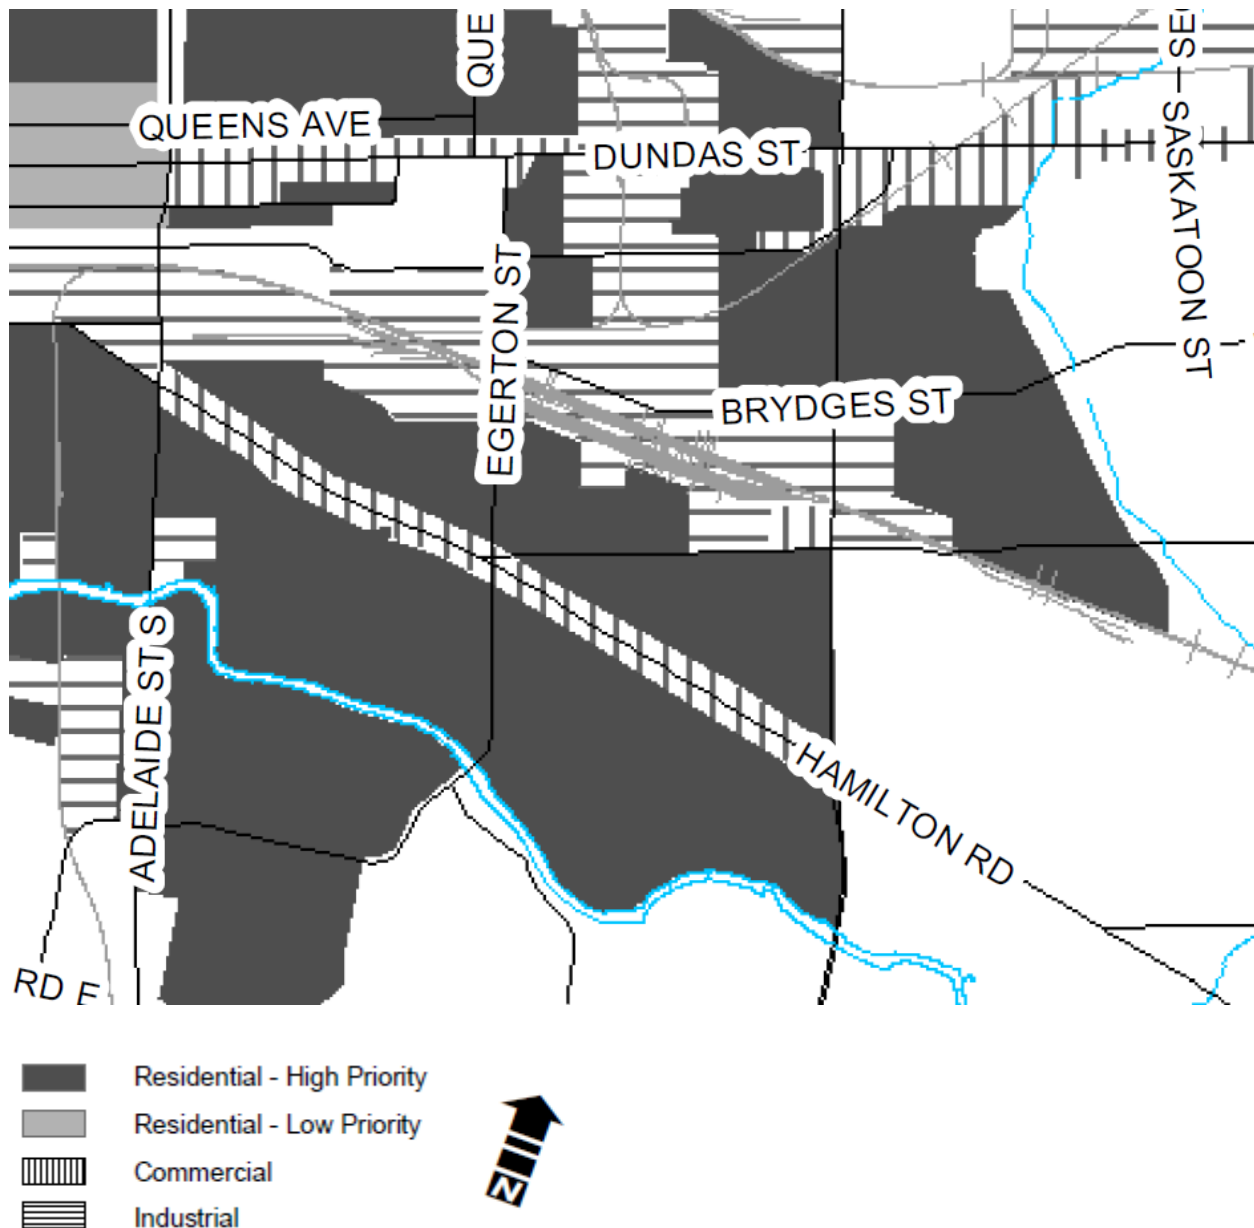 QUE
QUEENS AVE
DUNDAS ST
SASKATOON ST
EGERTON ST
BRYDGES ST
ADELAIDE ST S
HAMILTON RD
RD E
Residential - High Priority
Residential - Low Priority
Commercial
Industrial
N